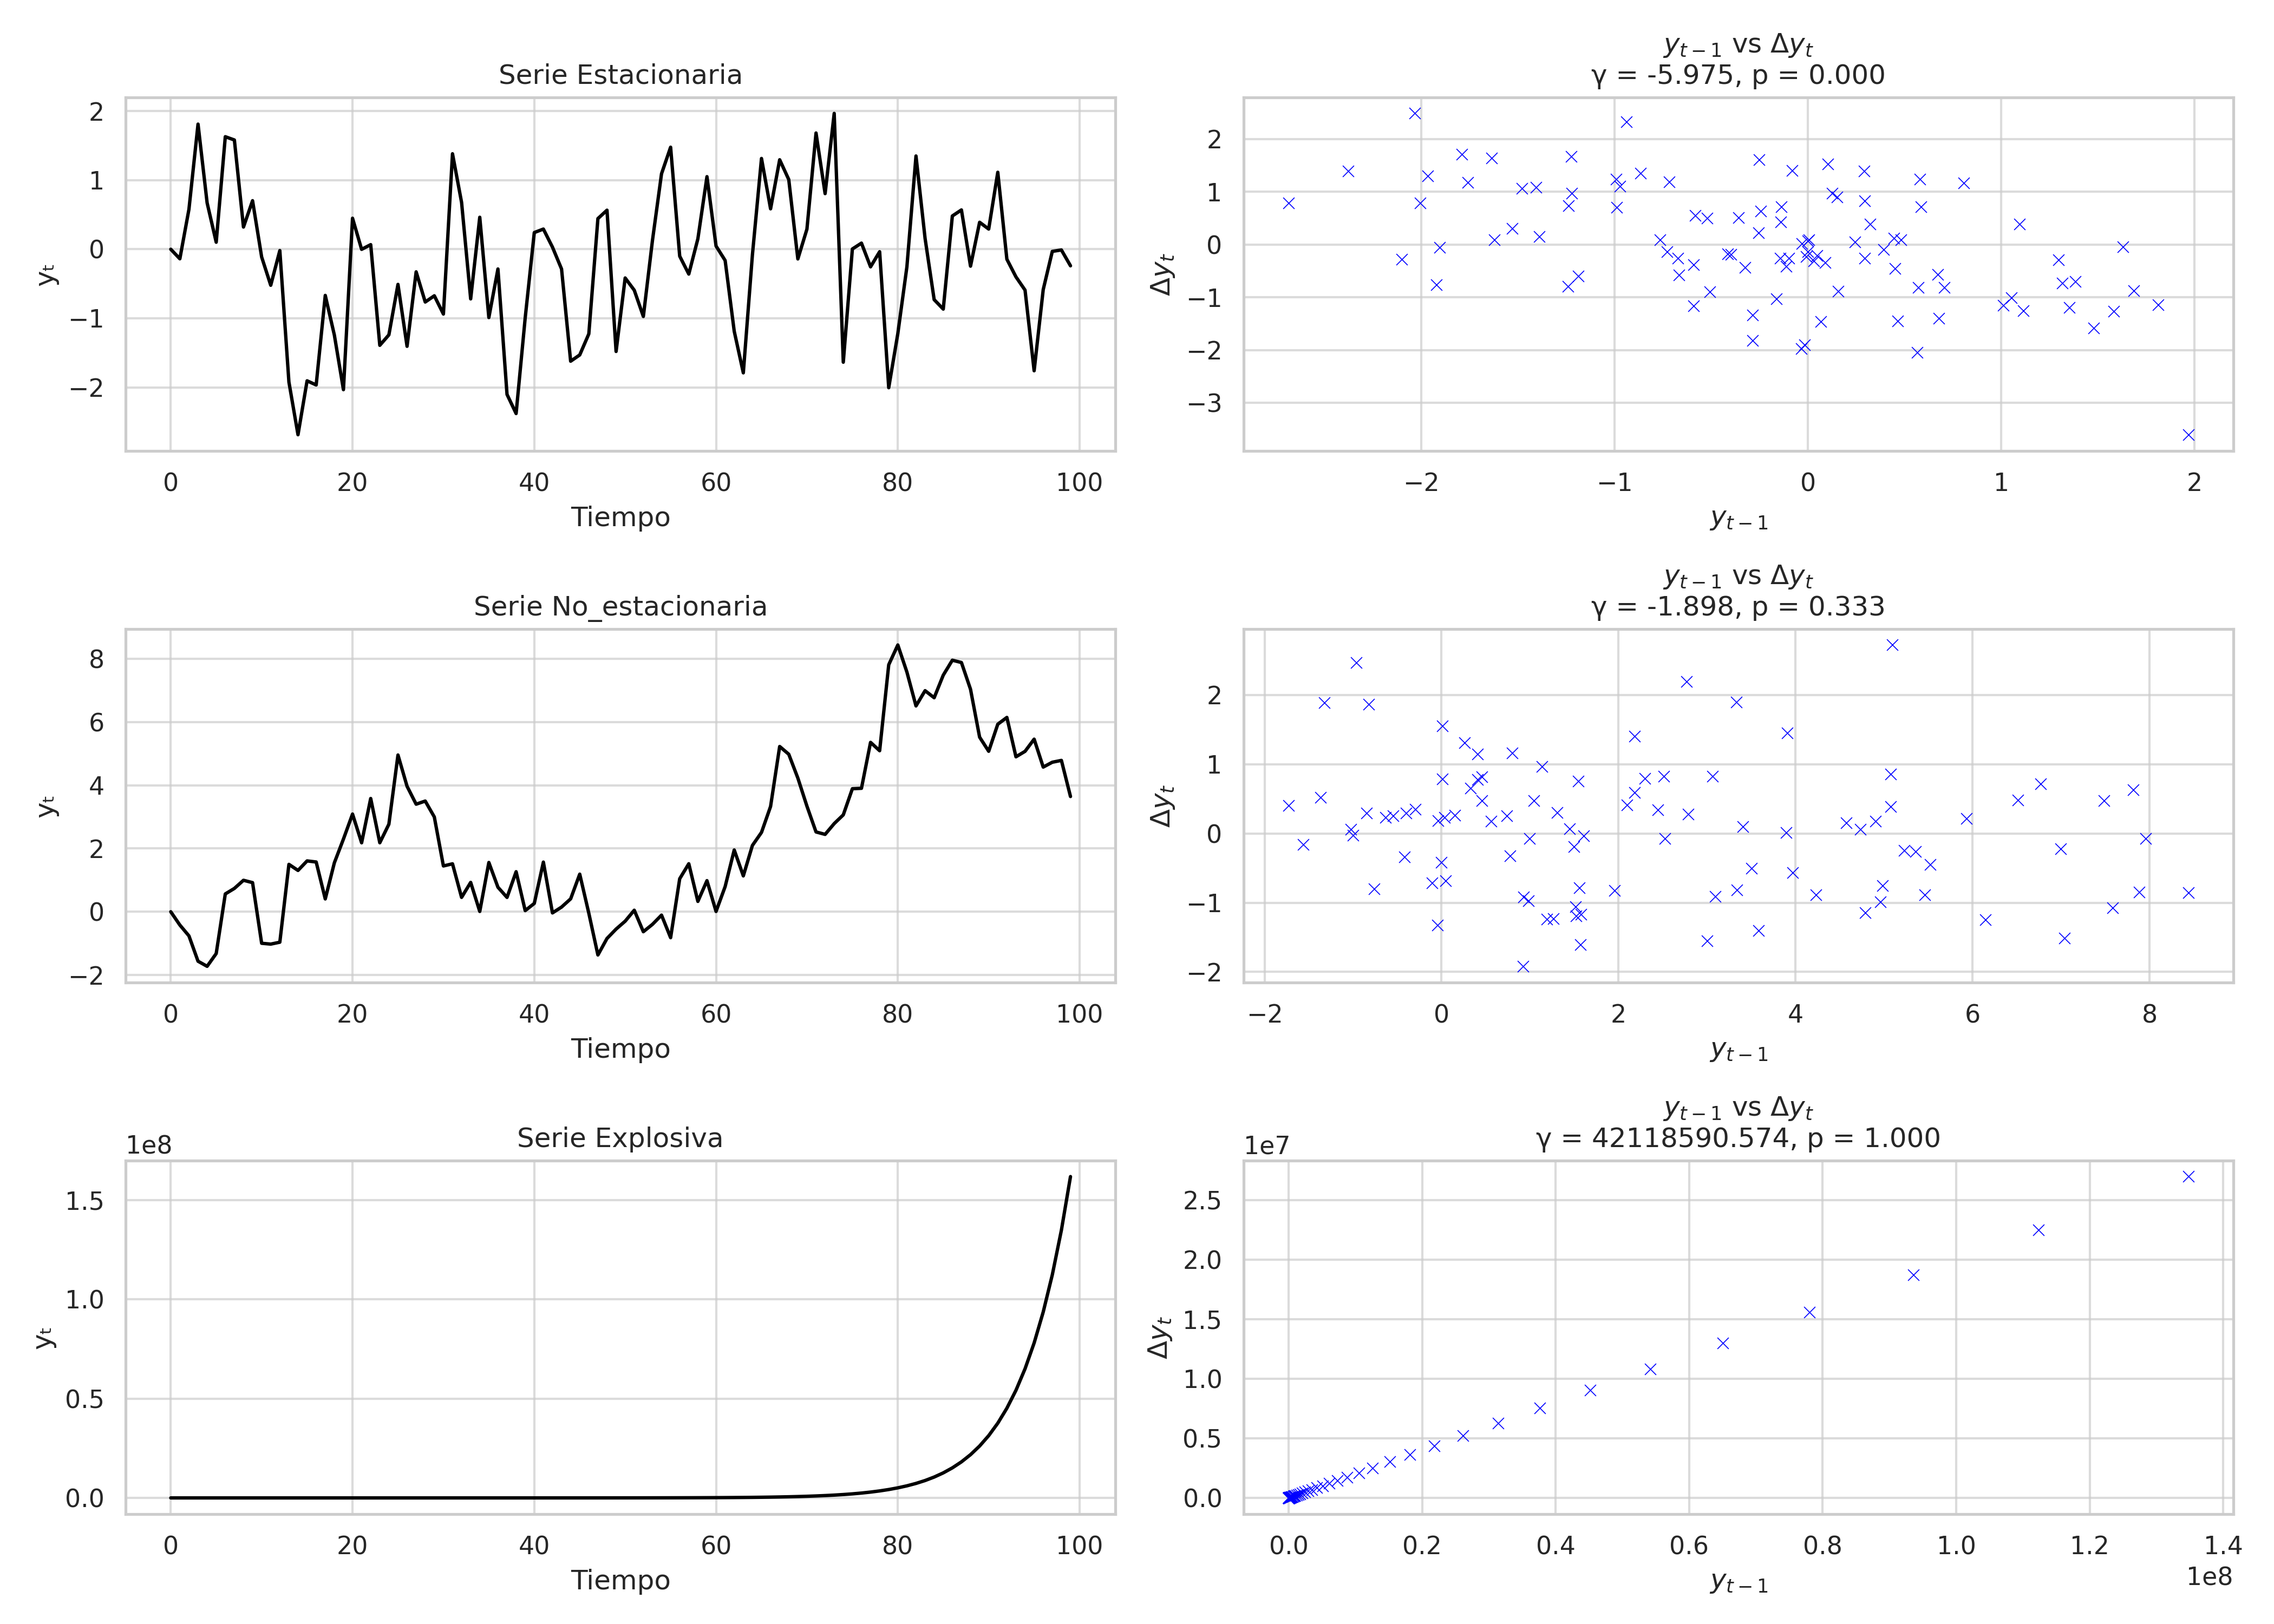 Serie Estacionaria
2
1
0
−1
−2
yₜ
0 20 40 60 80 100
Tiempo
y_{t−1} vs Δy_t
γ = -5.975, p = 0.000
2
1
0
−1
−2
−3
Δy_t
−2 −1 0 1 2
y_{t−1}
Serie No_estacionaria
8
6
4
2
0
−2
yₜ
0 20 40 60 80 100
Tiempo
y_{t−1} vs Δy_t
γ = -1.898, p = 0.333
2
1
0
−1
−2
Δy_t
−2 0 2 4 6 8
y_{t−1}
Serie Explosiva
1e8
1.5
1.0
0.5
0.0
yₜ
0 20 40 60 80 100
Tiempo
y_{t−1} vs Δy_t
γ = 42118590.574, p = 1.000
1e7
2.5
2.0
1.5
1.0
0.5
0.0
Δy_t
0.0 0.2 0.4 0.6 0.8 1.0 1.2 1.4
1e8
y_{t−1}